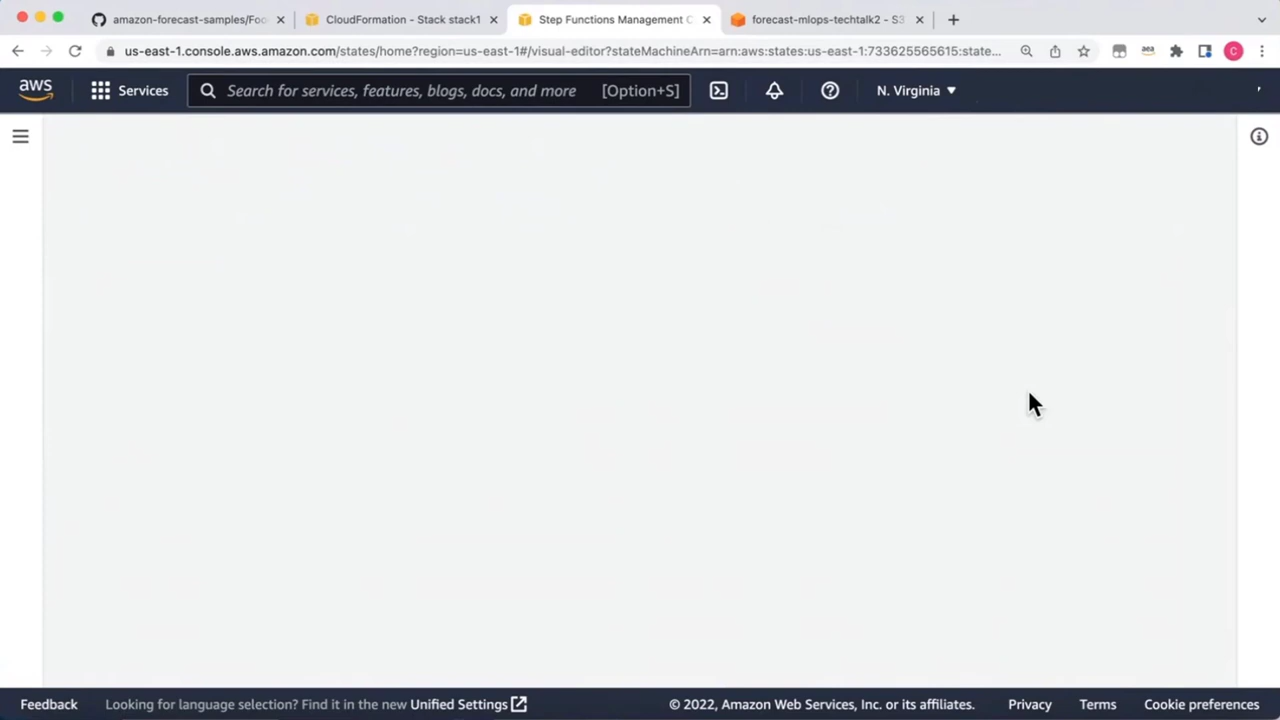 amazon-forecast-samples/Foo
CloudFormation - Stack stack1
Step Functions Management C
forecast-mlops-techtalk2 - S3
us-east-1.console.aws.amazon.com/states/home?region=us-east-1#/visual-editor?stateMachineArn=arn:aws:states:us-east-1:733625565615:state...
aws
Services
Search for services, features, blogs, docs, and more
[Option+S]
N. Virginia
Feedback
Looking for language selection? Find it in the new Unified Settings
© 2022, Amazon Web Services, Inc. or its affiliates.
Privacy
Terms
Cookie preferences